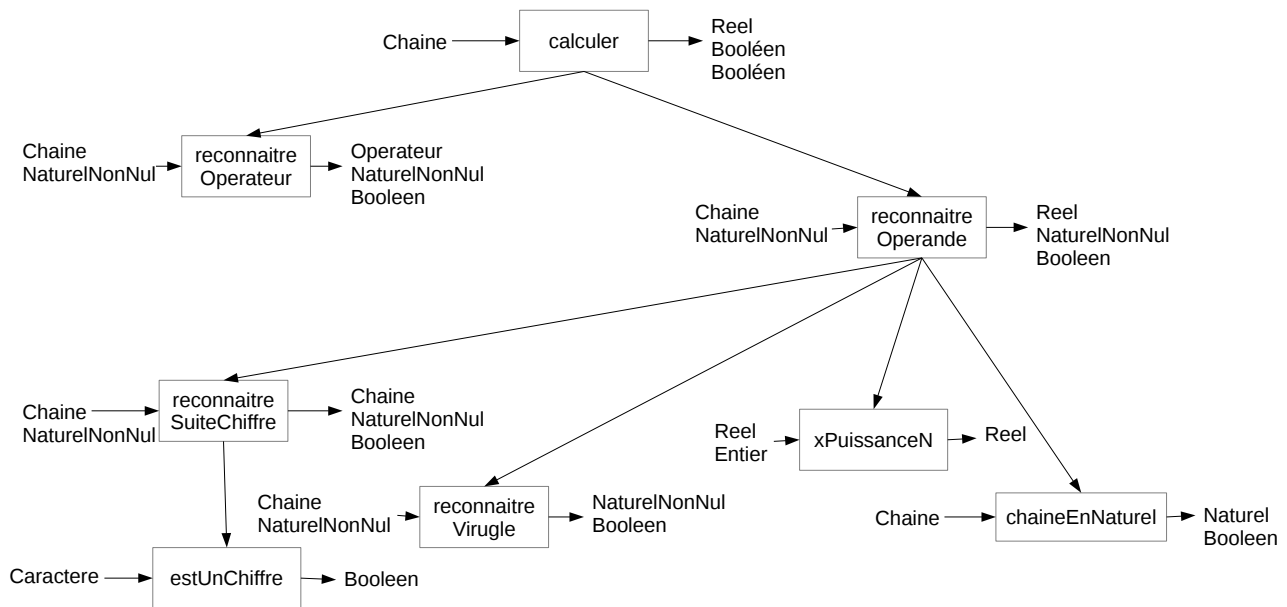 Chaine
calculer
Reel
Booléen
Booléen
Chaine
NaturelNonNul
reconnaitre
Operateur
Operateur
NaturelNonNul
Booleen
Chaine
NaturelNonNul
reconnaitre
Operande
Reel
NaturelNonNul
Booleen
Chaine
NaturelNonNul
reconnaitre
SuiteChiffre
Chaine
NaturelNonNul
Booleen
Reel
Entier
xPuissanceN
Reel
Chaine
NaturelNonNul
reconnaitre
Virugle
NaturelNonNul
Booleen
Chaine
chaineEnNaturel
Naturel
Booleen
Caractere
estUnChiffre
Booleen